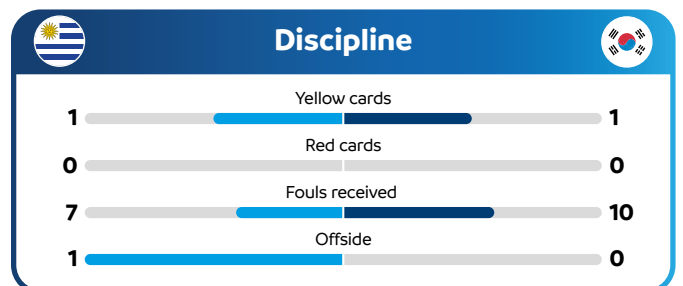 Discipline
Yellow cards
1 1
Red cards
0 0
Fouls received
7 10
Offside
1 0